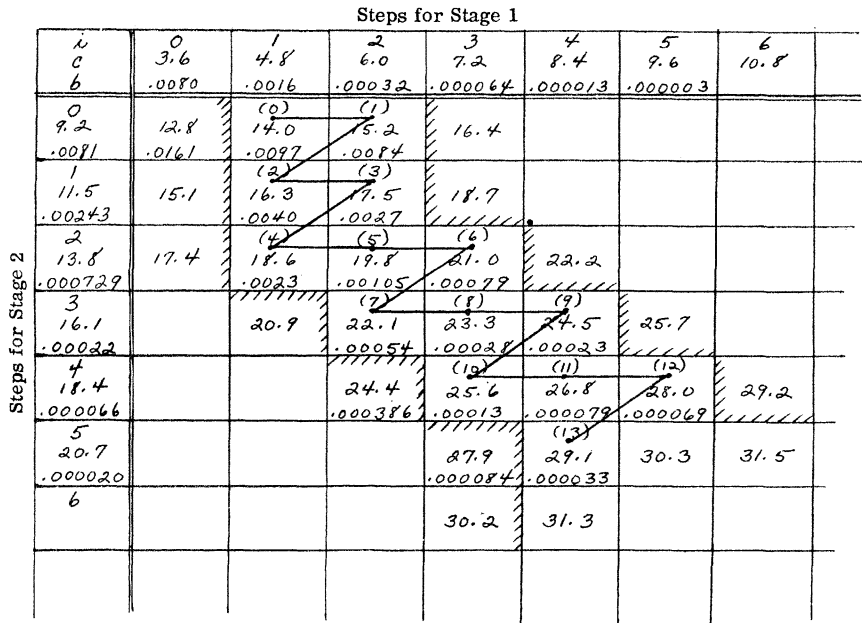 Steps for Stage 1
i 0 1 2 3 4 5 6
c 3.6 4.8 6.0 7.2 8.4 9.6 10.8
b .0080 .0016 .00032 .000064 .000013 .000003
Steps for Stage 2
0 (0) (1)
9.2 12.8 14.0 15.2 16.4
.0081 .0161 .0097 .0084
1 (2) (3)
11.5 15.1 16.3 17.5 18.7
.00243 .0040 .0027
2 (4) (5) (6)
13.8 17.4 18.6 19.8 21.0 22.2
.000729 .0023 .00105 .00079
3 (7) (8) (9)
16.1 20.9 22.1 23.3 24.5 25.7
.00022 .00054 .00028 .00023
4 (10) (11) (12)
18.4 24.4 25.6 26.8 28.0 29.2
.000066 .000386 .00013 .000079 .000069
5 (13)
20.7 27.9 29.1 30.3 31.5
.000020 .000084 .000033
6
30.2 31.3